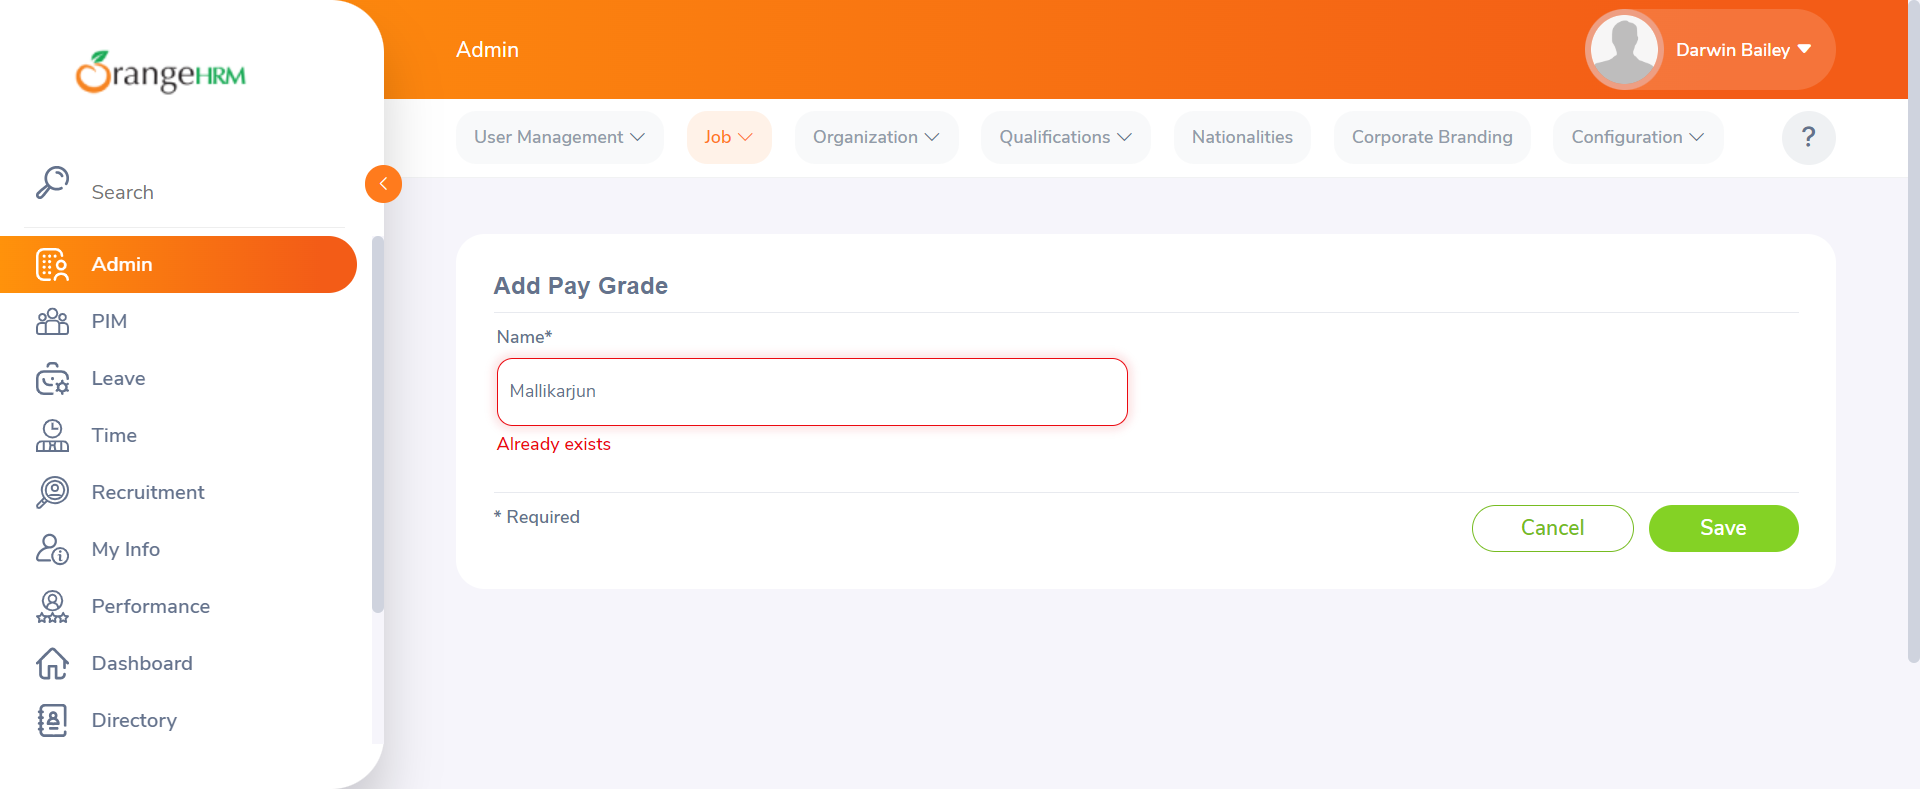 OrangeHRM
Admin
Darwin Bailey
User Management
Job
Organization
Qualifications
Nationalities
Corporate Branding
Configuration
?
Search
Admin
PIM
Leave
Time
Recruitment
My Info
Performance
Dashboard
Directory
Add Pay Grade
Name*
Mallikarjun
Already exists
* Required
Cancel
Save